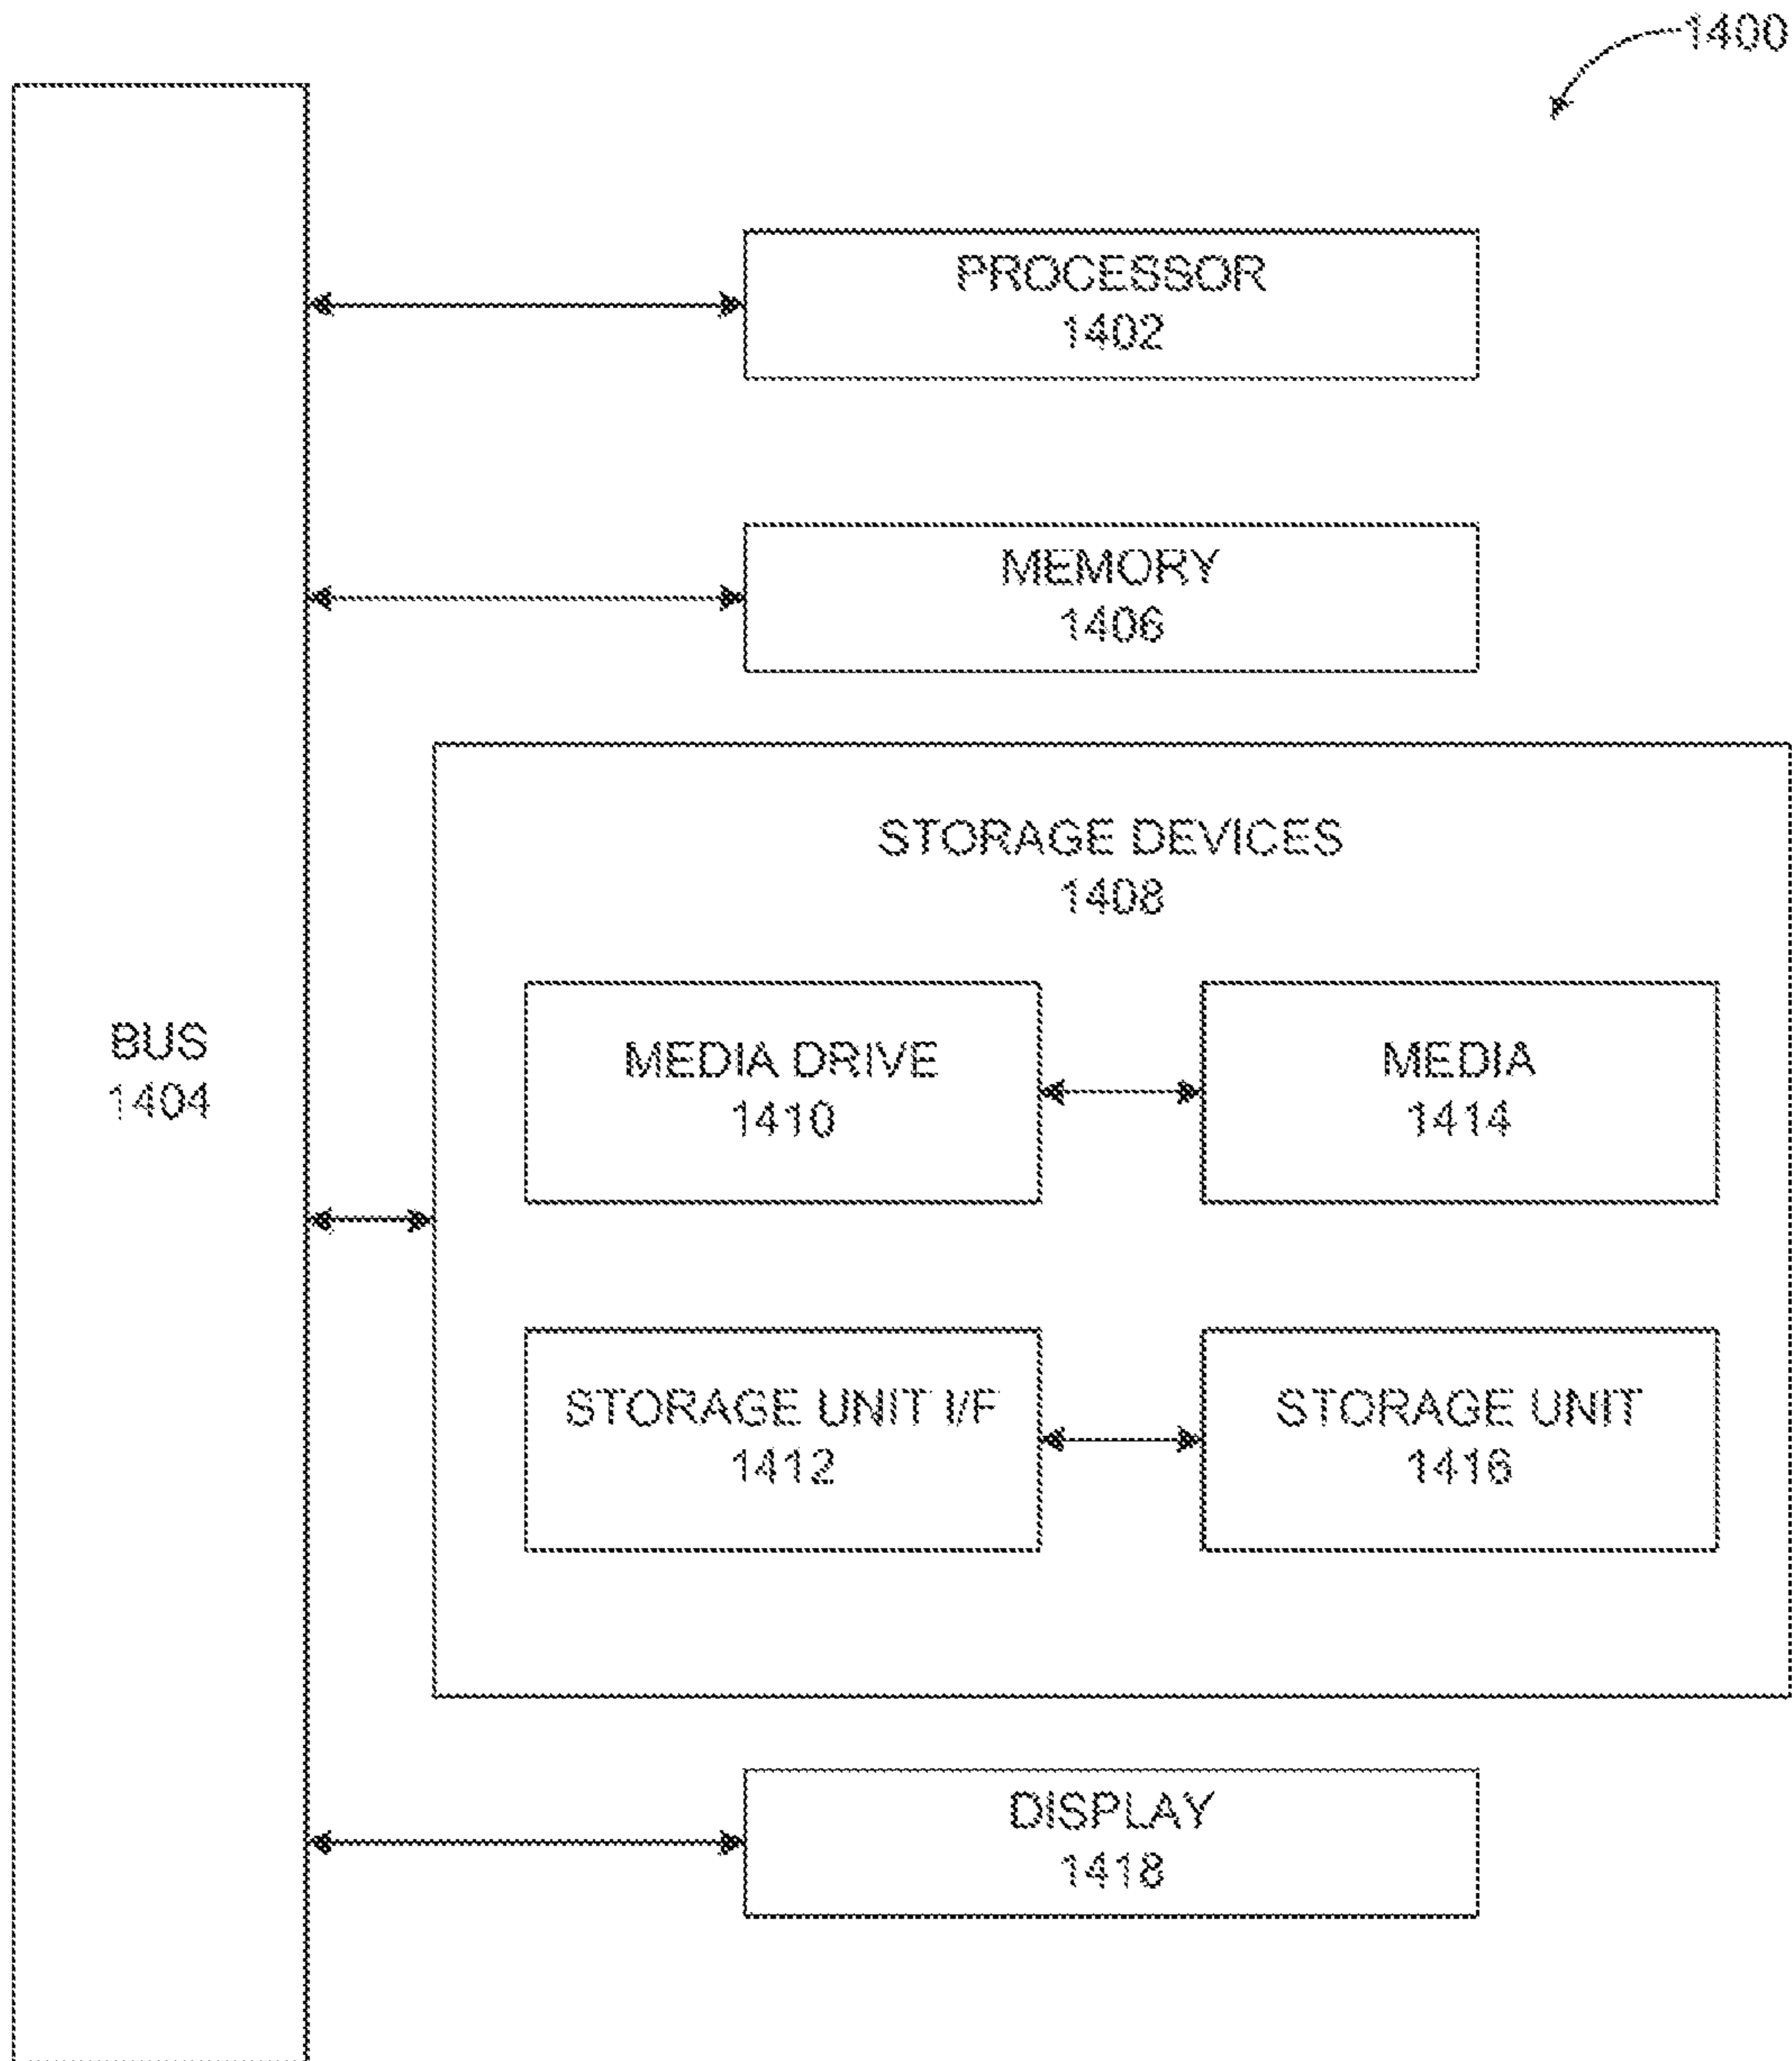 1400
PROCESSOR
1402
MEMORY
1406
STORAGE DEVICES
1408
BUS
1404
MEDIA DRIVE
1410
MEDIA
1414
STORAGE UNIT I/F
1412
STORAGE UNIT
1416
DISPLAY
1418